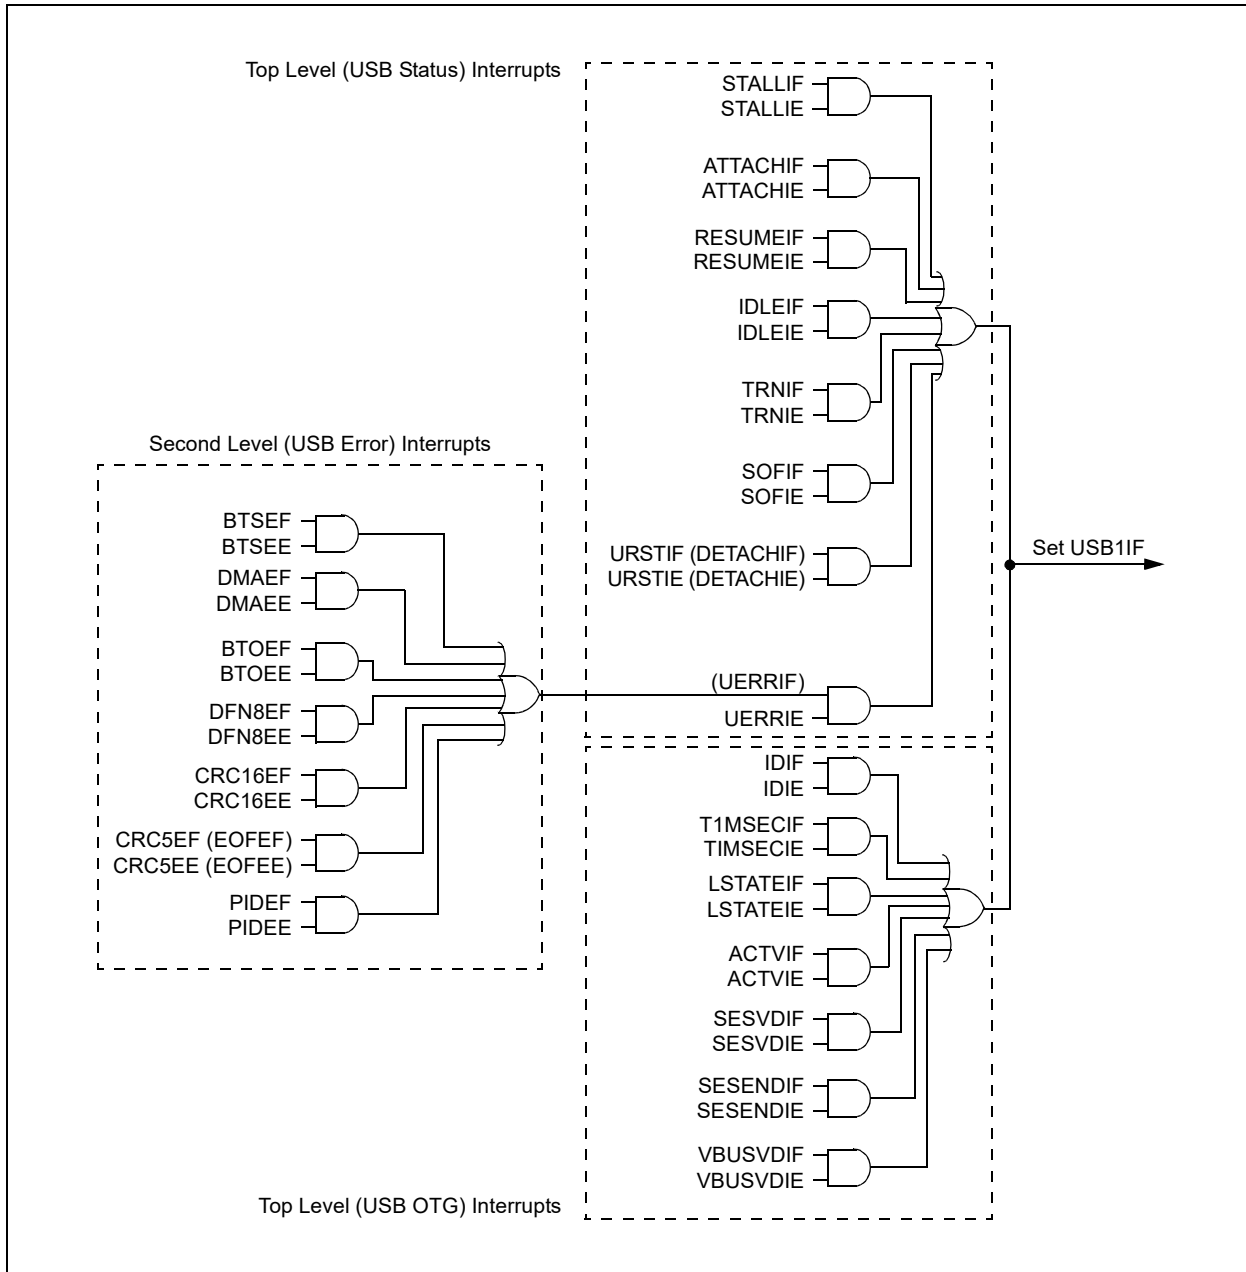 Top Level (USB Status) Interrupts
STALLIF
STALLIE
ATTACHIF
ATTACHIE
RESUMEIF
RESUMEIE
IDLEIF
IDLEIE
TRNIF
TRNIE
SOFIF
SOFIE
URSTIF (DETACHIF)
URSTIE (DETACHIE)
(UERRIF)
UERRIE
Second Level (USB Error) Interrupts
BTSEF
BTSEE
DMAEF
DMAEE
BTOEF
BTOEE
DFN8EF
DFN8EE
CRC16EF
CRC16EE
CRC5EF (EOFEF)
CRC5EE (EOFEE)
PIDEF
PIDEE
Set USB1IF
IDIF
IDIE
T1MSECIF
TIMSECIE
LSTATEIF
LSTATEIE
ACTVIF
ACTVIE
SESVDIF
SESVDIE
SESENDIF
SESENDIE
VBUSVDIF
VBUSVDIE
Top Level (USB OTG) Interrupts